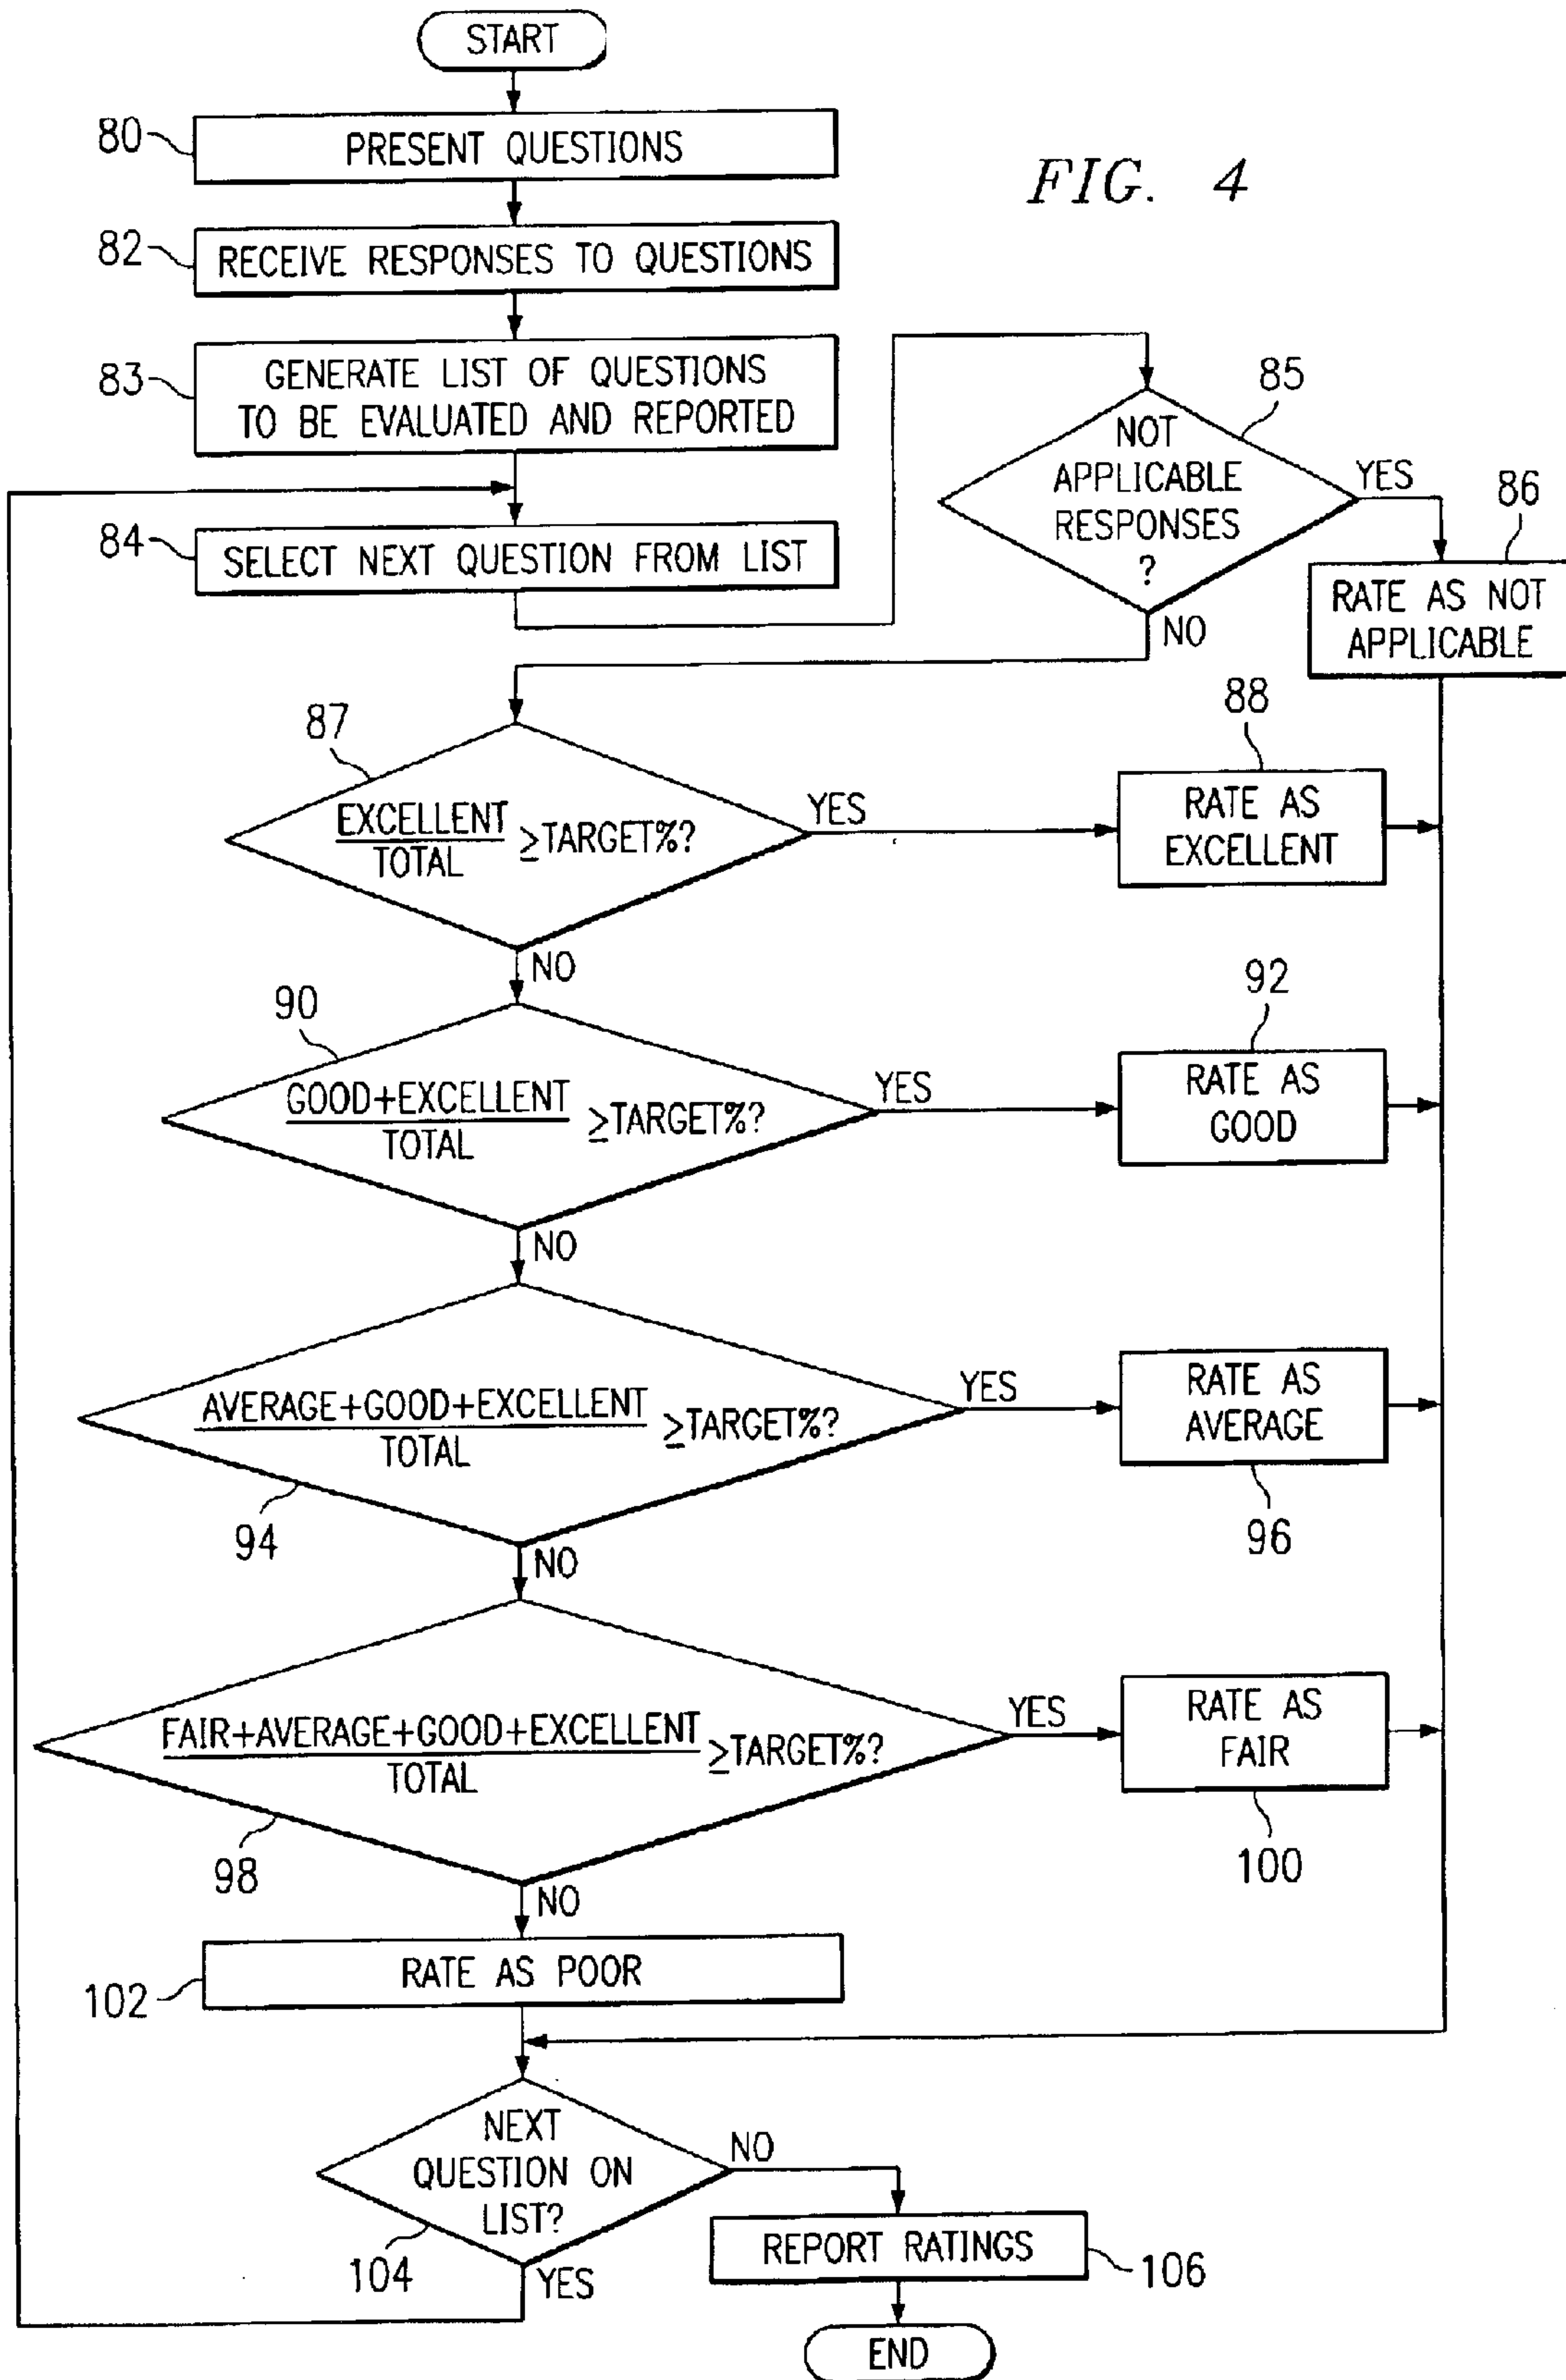 START
80
PRESENT QUESTIONS
FIG. 4
82
RECEIVE RESPONSES TO QUESTIONS
83
GENERATE LIST OF QUESTIONS
TO BE EVALUATED AND REPORTED
84
SELECT NEXT QUESTION FROM LIST
85
NOT
APPLICABLE
RESPONSES
?
YES
NO
86
RATE AS NOT
APPLICABLE
87
EXCELLENT
TOTAL
≥TARGET%?
YES
NO
88
RATE AS
EXCELLENT
90
GOOD+EXCELLENT
TOTAL
≥TARGET%?
YES
NO
92
RATE AS
GOOD
AVERAGE+GOOD+EXCELLENT
TOTAL
≥TARGET%?
94
YES
NO
RATE AS
AVERAGE
96
FAIR+AVERAGE+GOOD+EXCELLENT
TOTAL
≥TARGET%?
98
YES
NO
RATE AS
FAIR
100
102
RATE AS POOR
NEXT
QUESTION ON
LIST?
104
NO
YES
REPORT RATINGS
106
END